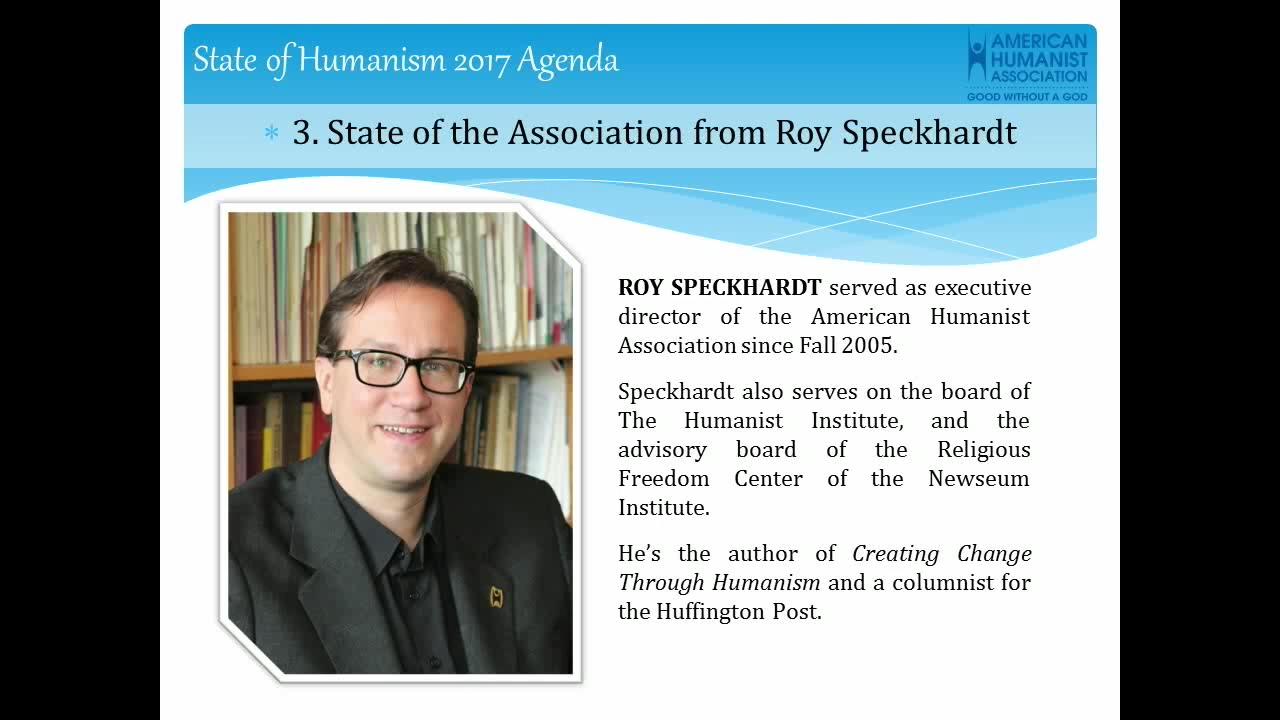 State of Humanism 2017 Agenda
AMERICAN
HUMANIST
ASSOCIATION
GOOD WITHOUT A GOD
* 3. State of the Association from Roy Speckhardt
ROY SPECKHARDT served as executive
director of the American Humanist
Association since Fall 2005.
Speckhardt also serves on the board of
The Humanist Institute, and the
advisory board of the Religious
Freedom Center of the Newseum
Institute.
He’s the author of Creating Change
Through Humanism and a columnist for
the Huffington Post.